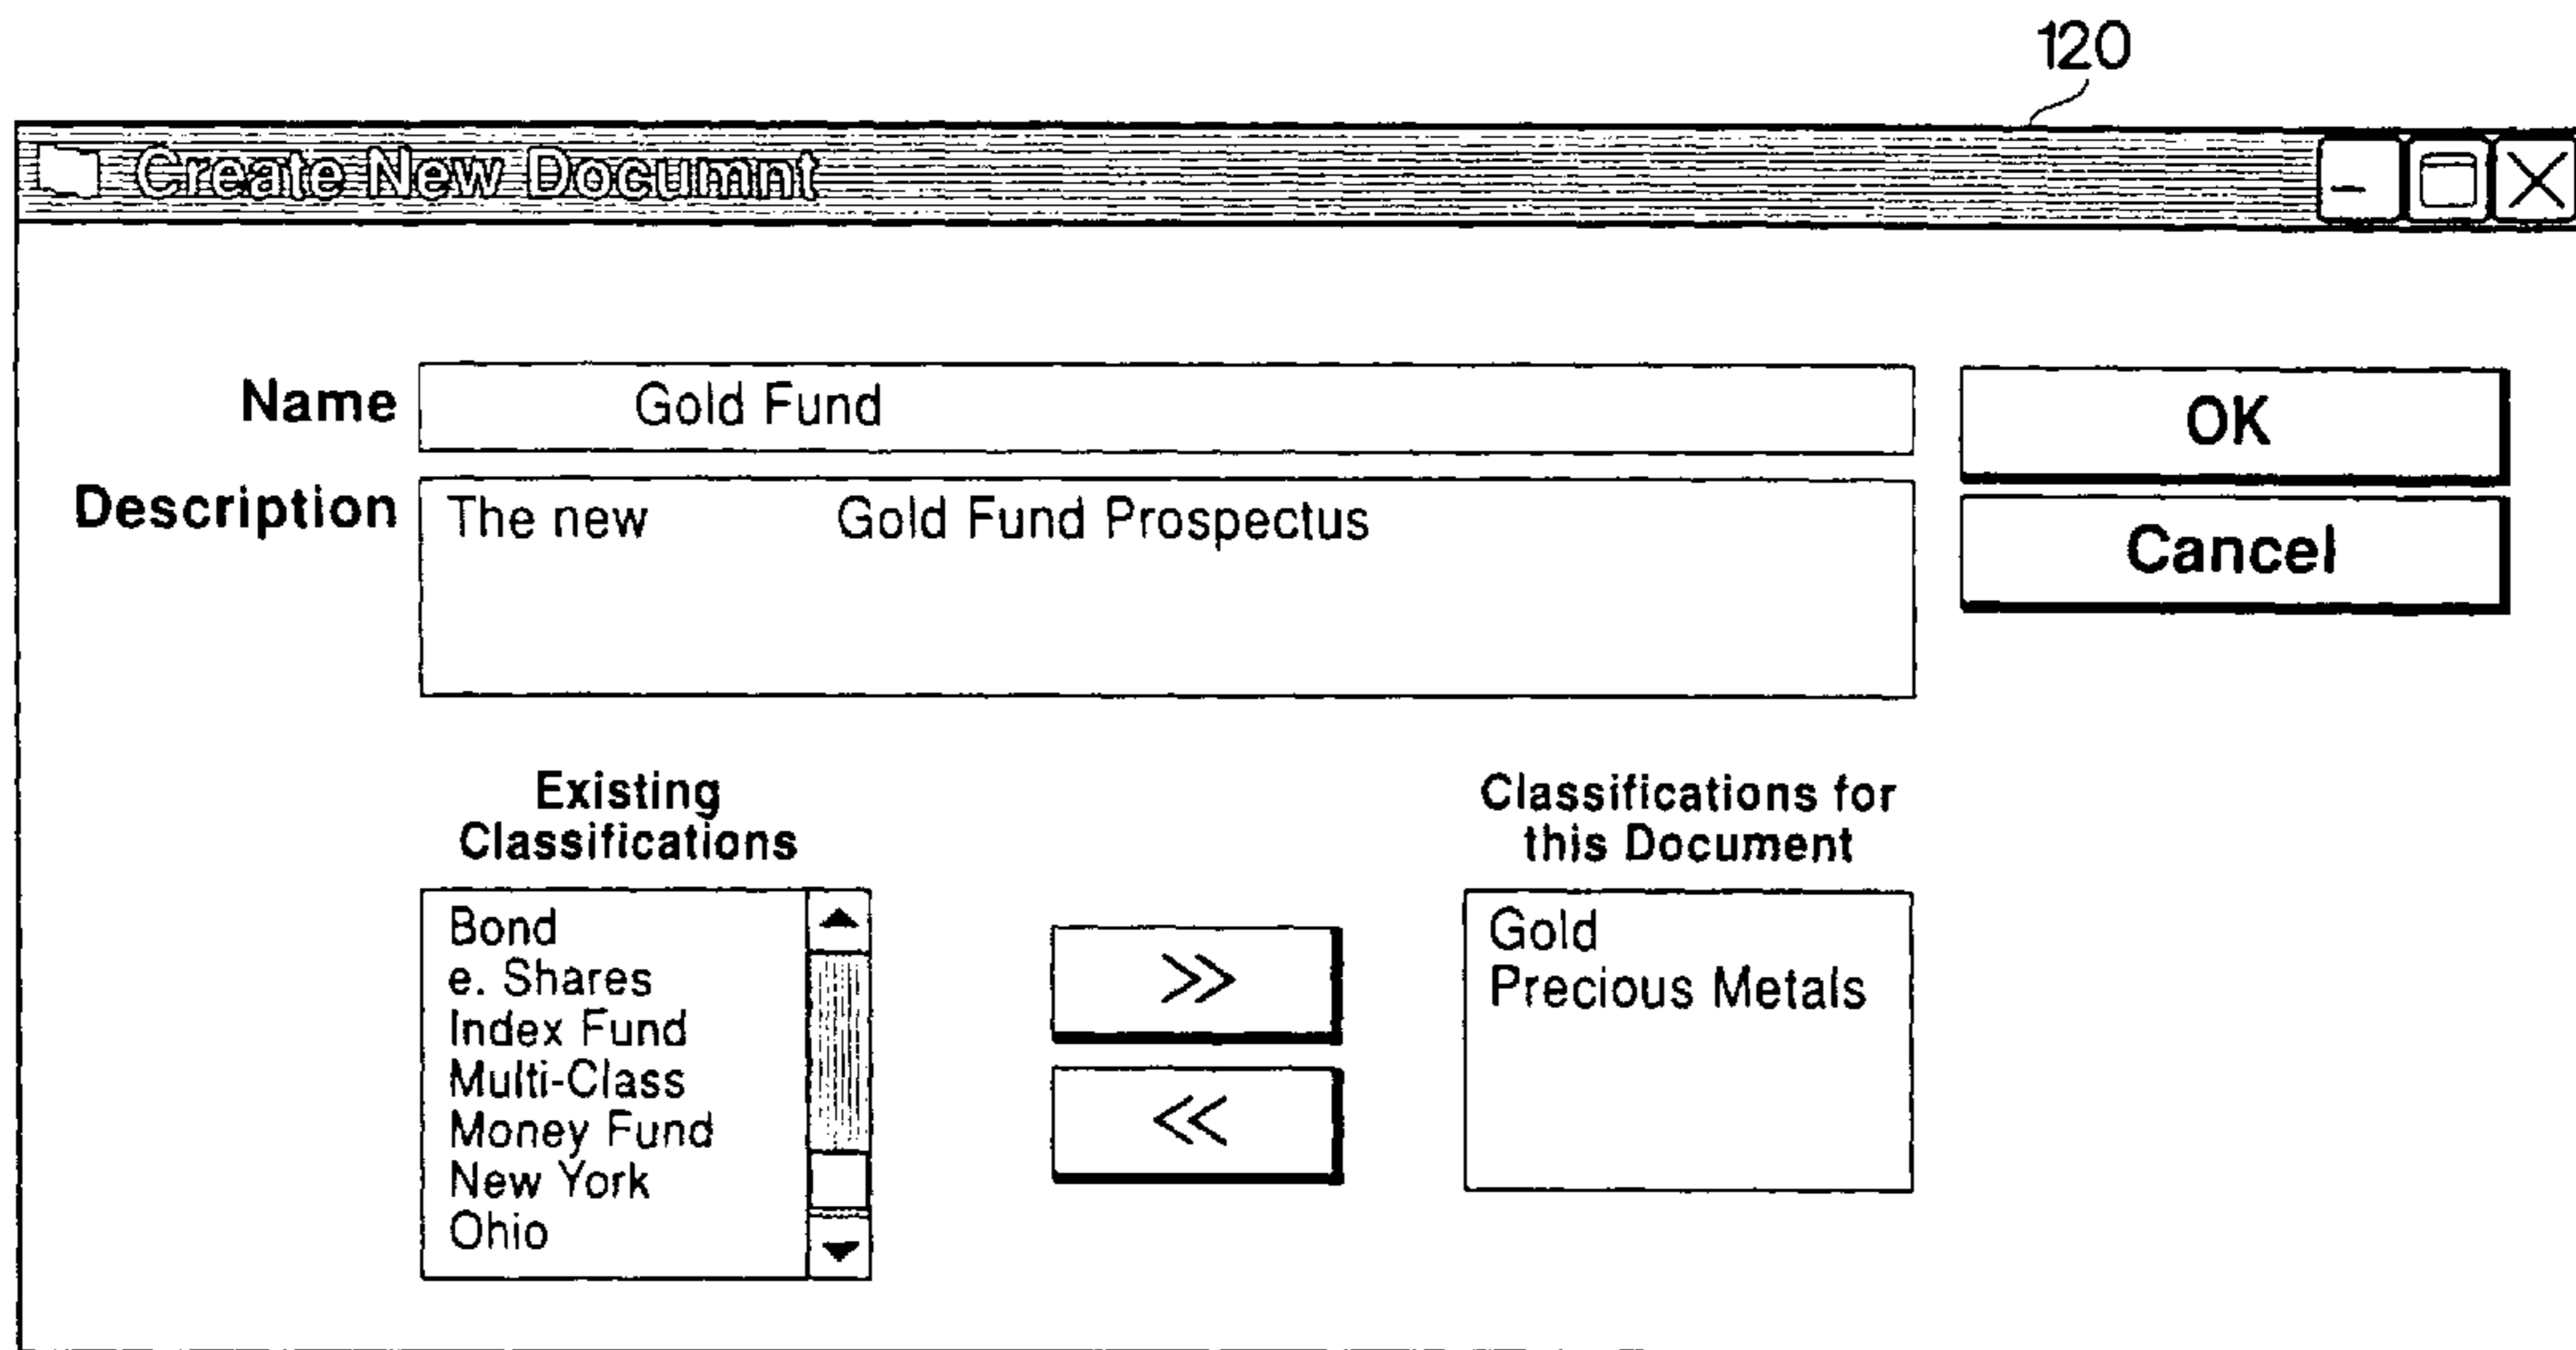 120
Create New Documnt
Name
Gold Fund
OK
Description
The new Gold Fund Prospectus
Cancel
Existing
Classifications
Classifications for
this Document
Bond
e. Shares
Index Fund
Multi-Class
Money Fund
New York
Ohio
>>
<<
Gold
Precious Metals